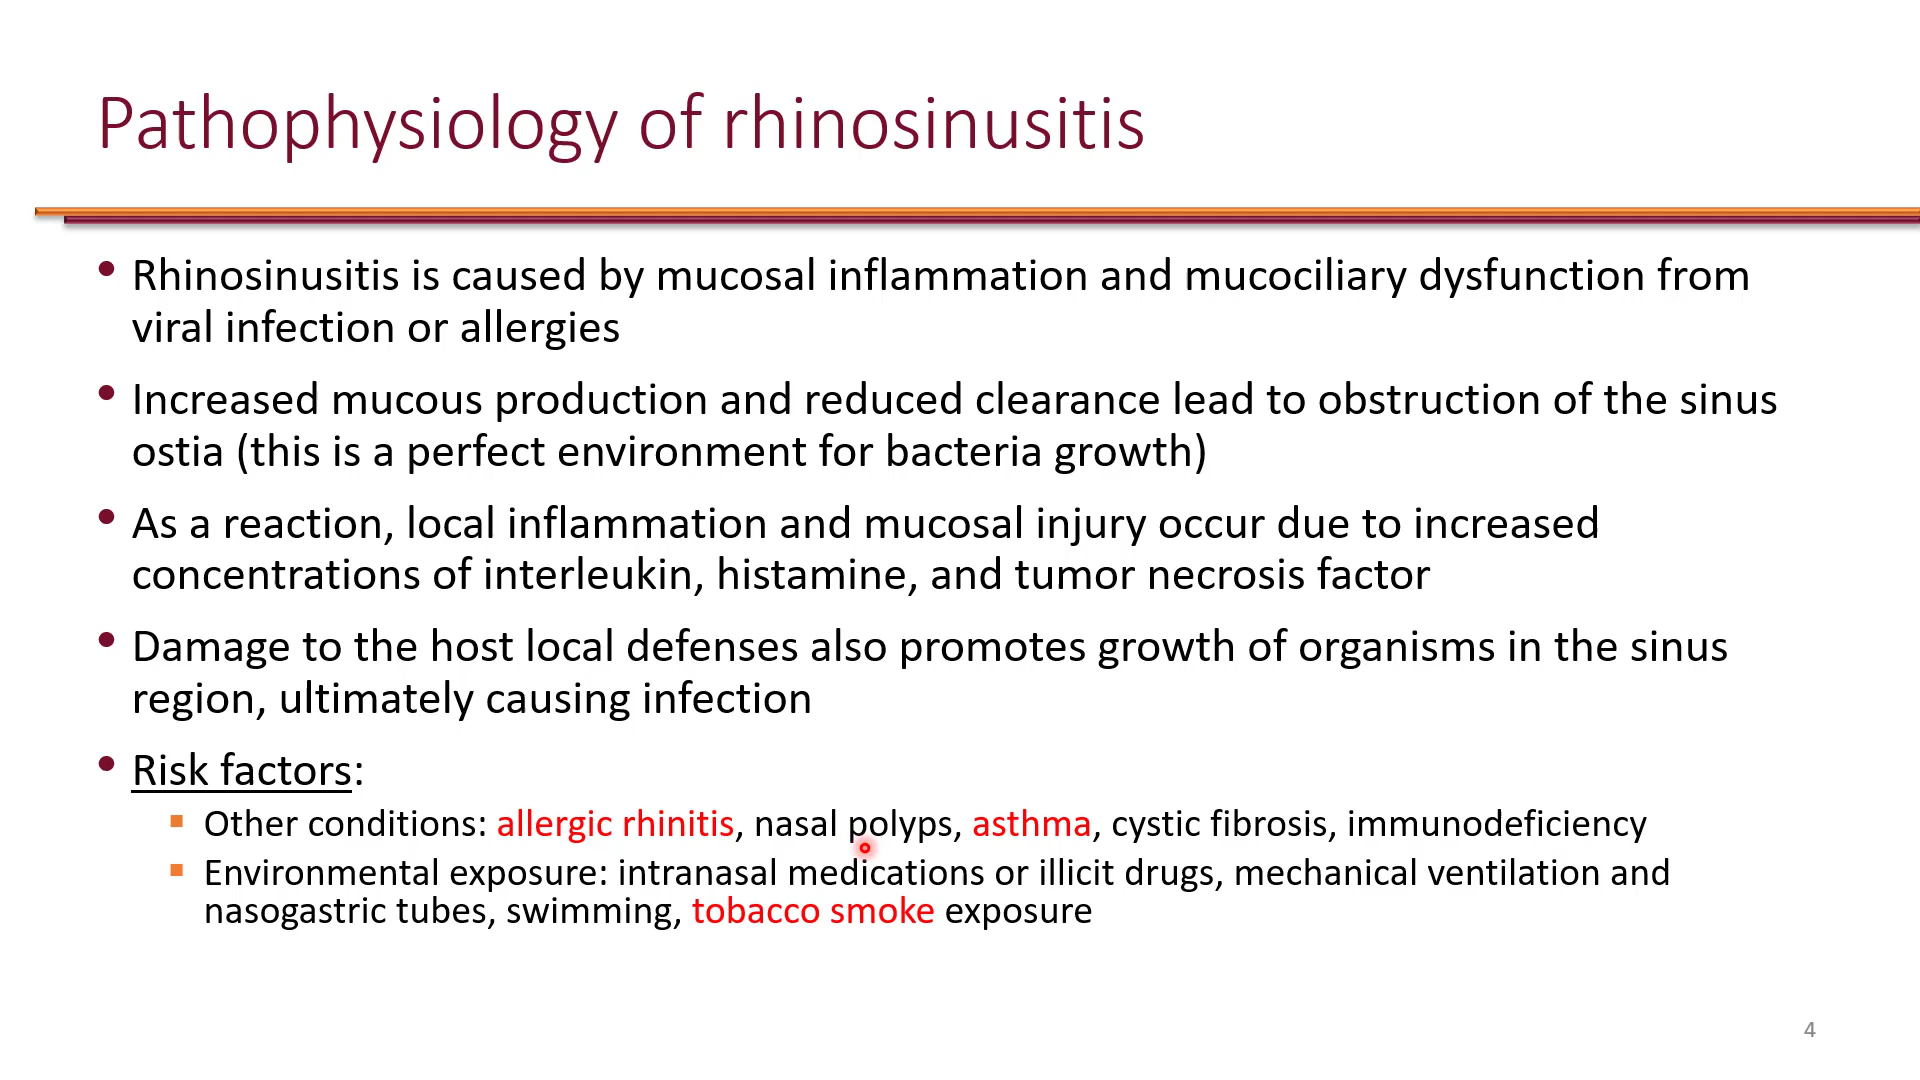 Pathophysiology of rhinosinusitis
• Rhinosinusitis is caused by mucosal inflammation and mucociliary dysfunction from
viral infection or allergies
• Increased mucous production and reduced clearance lead to obstruction of the sinus
ostia (this is a perfect environment for bacteria growth)
• As a reaction, local inflammation and mucosal injury occur due to increased
concentrations of interleukin, histamine, and tumor necrosis factor
• Damage to the host local defenses also promotes growth of organisms in the sinus
region, ultimately causing infection
• Risk factors:
▪ Other conditions: allergic rhinitis, nasal polyps, asthma, cystic fibrosis, immunodeficiency
▪ Environmental exposure: intranasal medications or illicit drugs, mechanical ventilation and
nasogastric tubes, swimming, tobacco smoke exposure
4